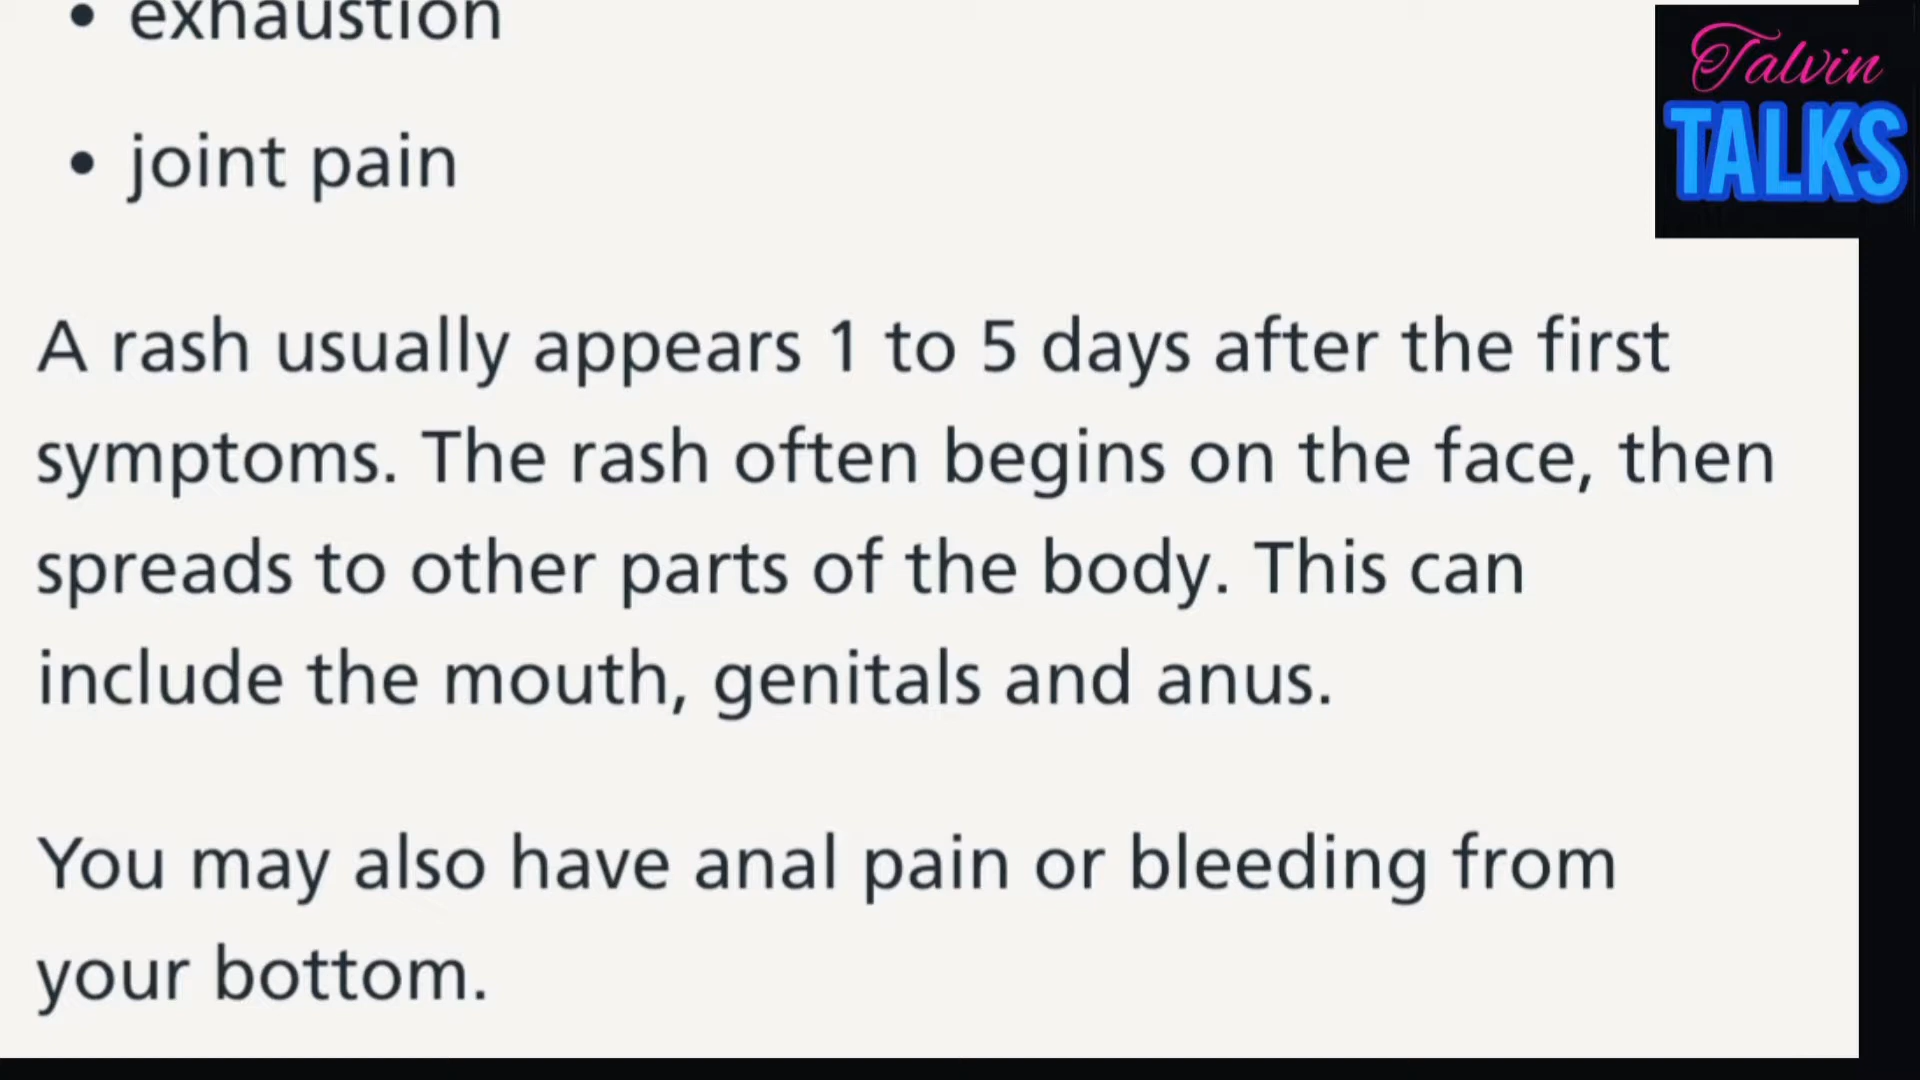 • exhaustion
Talvin
TALKS
• joint pain
A rash usually appears 1 to 5 days after the first
symptoms. The rash often begins on the face, then
spreads to other parts of the body. This can
include the mouth, genitals and anus.
You may also have anal pain or bleeding from
your bottom.